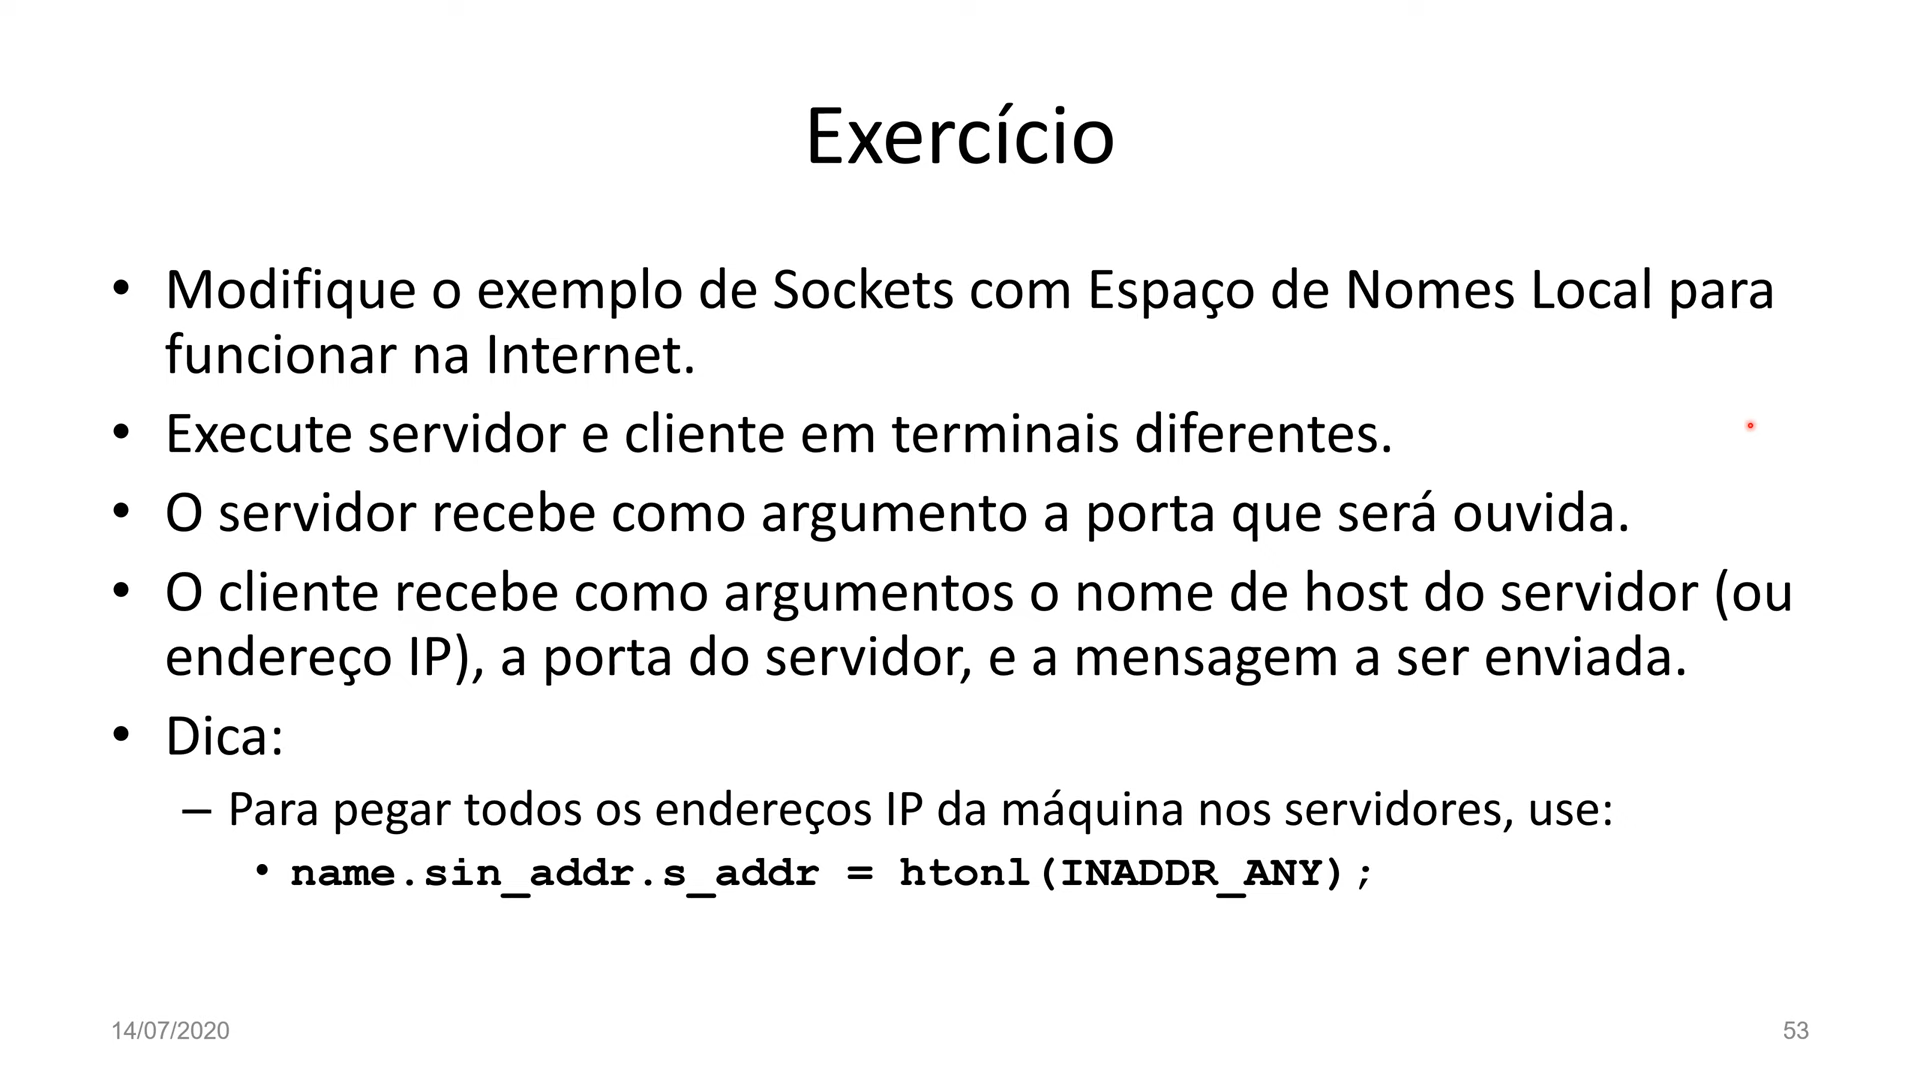 Exercício
• Modifique o exemplo de Sockets com Espaço de Nomes Local para
funcionar na Internet.
• Execute servidor e cliente em terminais diferentes.
• O servidor recebe como argumento a porta que será ouvida.
• O cliente recebe como argumentos o nome de host do servidor (ou
endereço IP), a porta do servidor, e a mensagem a ser enviada.
• Dica:
– Para pegar todos os endereços IP da máquina nos servidores, use:
• name.sin_addr.s_addr = htonl(INADDR_ANY);
14/07/2020
53